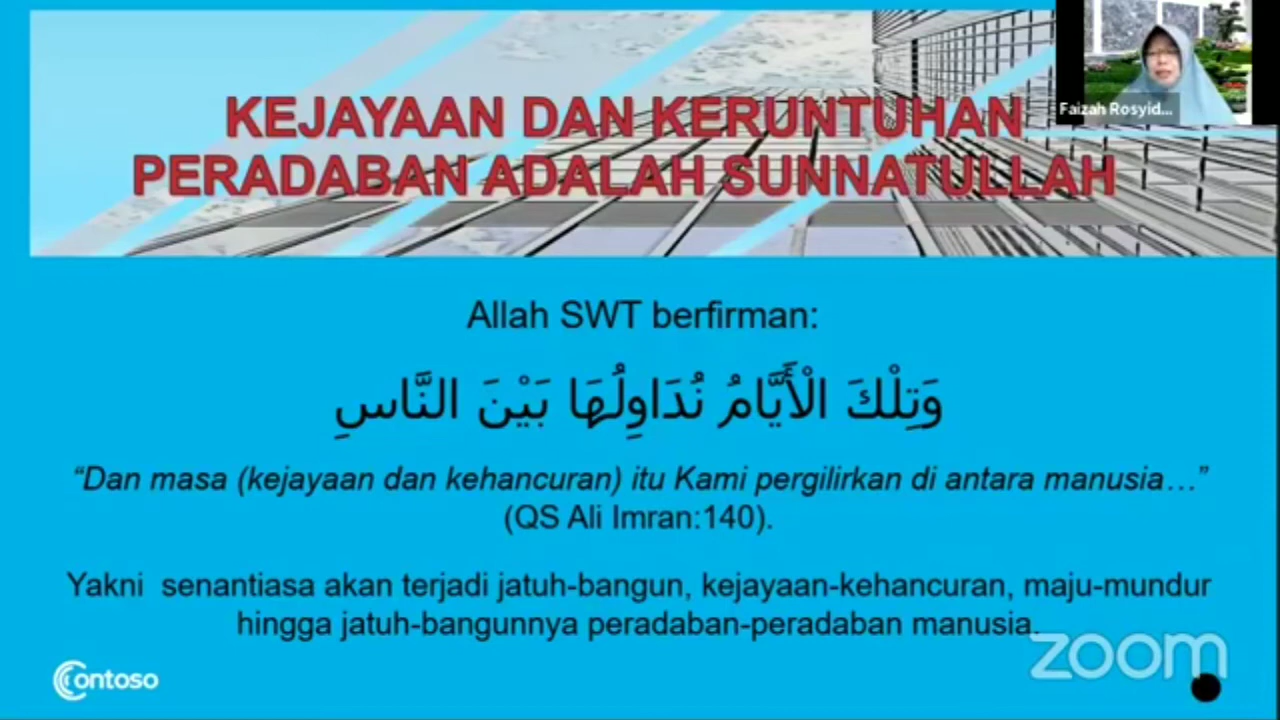 KEJAYAAN DAN KERUNTUHAN
PERADABAN ADALAH SUNNATULLAH
Faizah Rosyid...
Allah SWT berfirman:
وَتِلْكَ الْأَيَّامُ نُدَاوِلُهَا بَيْنَ النَّاسِ
“Dan masa (kejayaan dan kehancuran) itu Kami pergilirkan di antara manusia…”
(QS Ali Imran:140).
Yakni senantiasa akan terjadi jatuh-bangun, kejayaan-kehancuran, maju-mundur
hingga jatuh-bangunnya peradaban-peradaban manusia.
zoom
Contoso